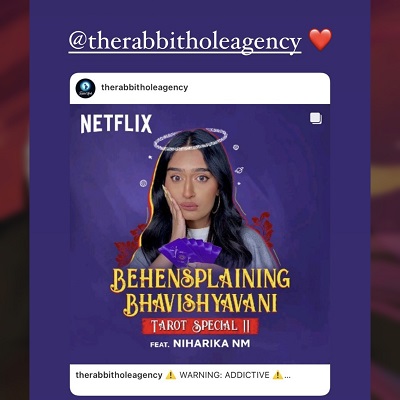 @therabbitholeagency ❤️
therabbitholeagency
NETFLIX
BEHENSPLAINING
BHAVISHYAVANI
TAROT SPECIAL II
FEAT. NIHARIKA NM
therabbitholeagency ⚠️ WARNING: ADDICTIVE ⚠️...